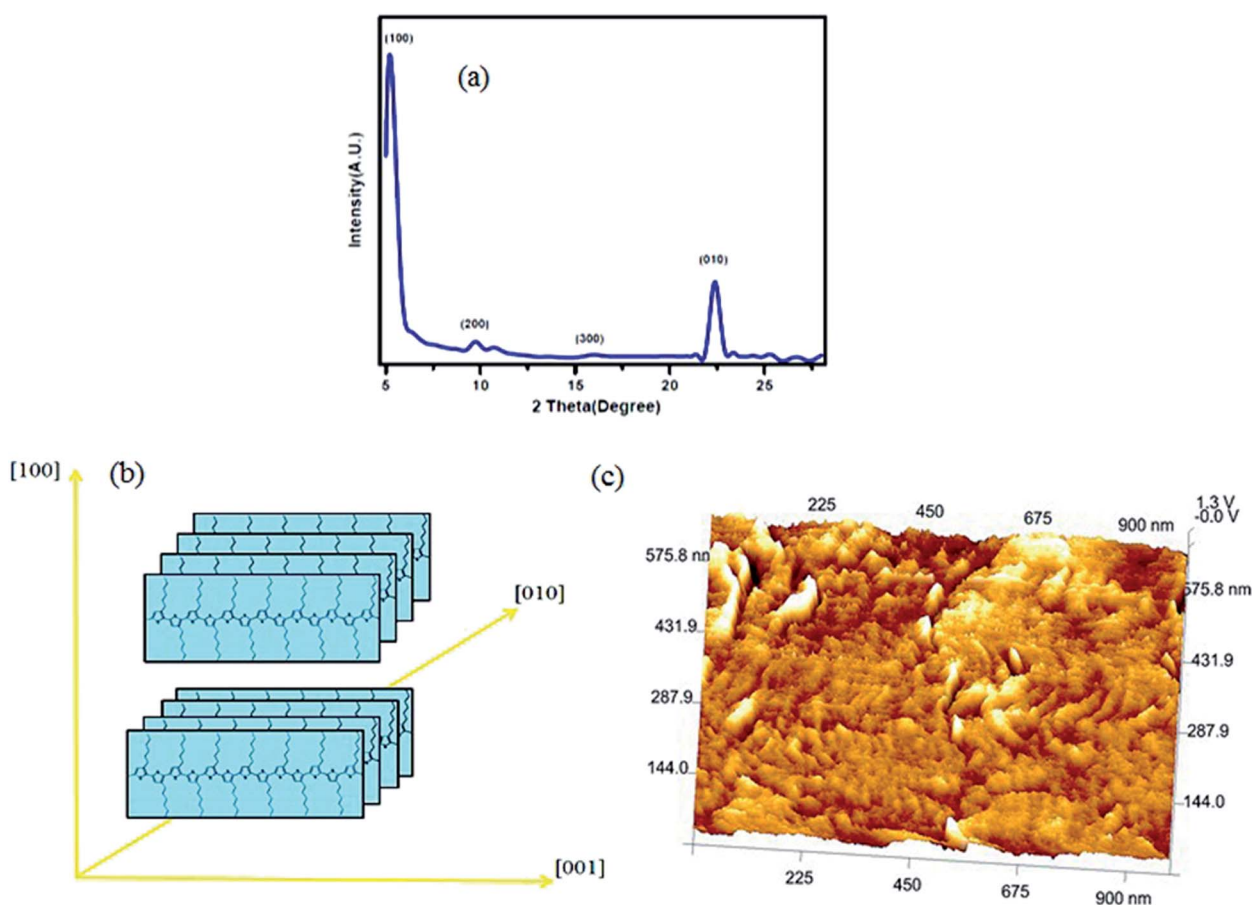 (100)
(a)
Intensity(A.U.)
(010)
(200)
(300)
5 10 15 20 25
2 Theta(Degree)
[100]
(b)
[010]
[001]
(c)
225 450 675 900 nm
1.3 V
-0.0 V
575.8 nm
431.9
287.9
144.0
575.8 nm
431.9
287.9
144.0
225 450 675 900 nm